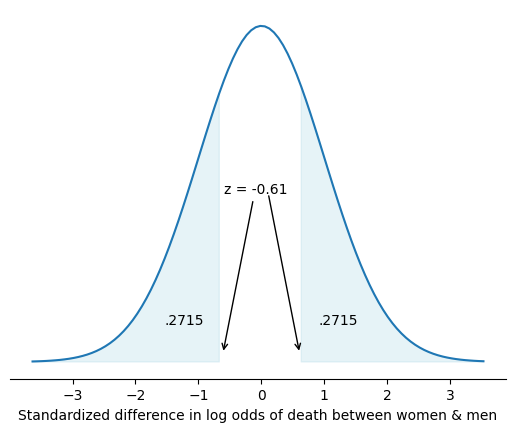 z = -0.61
.2715
.2715
−3 −2 −1 0 1 2 3
Standardized difference in log odds of death between women & men